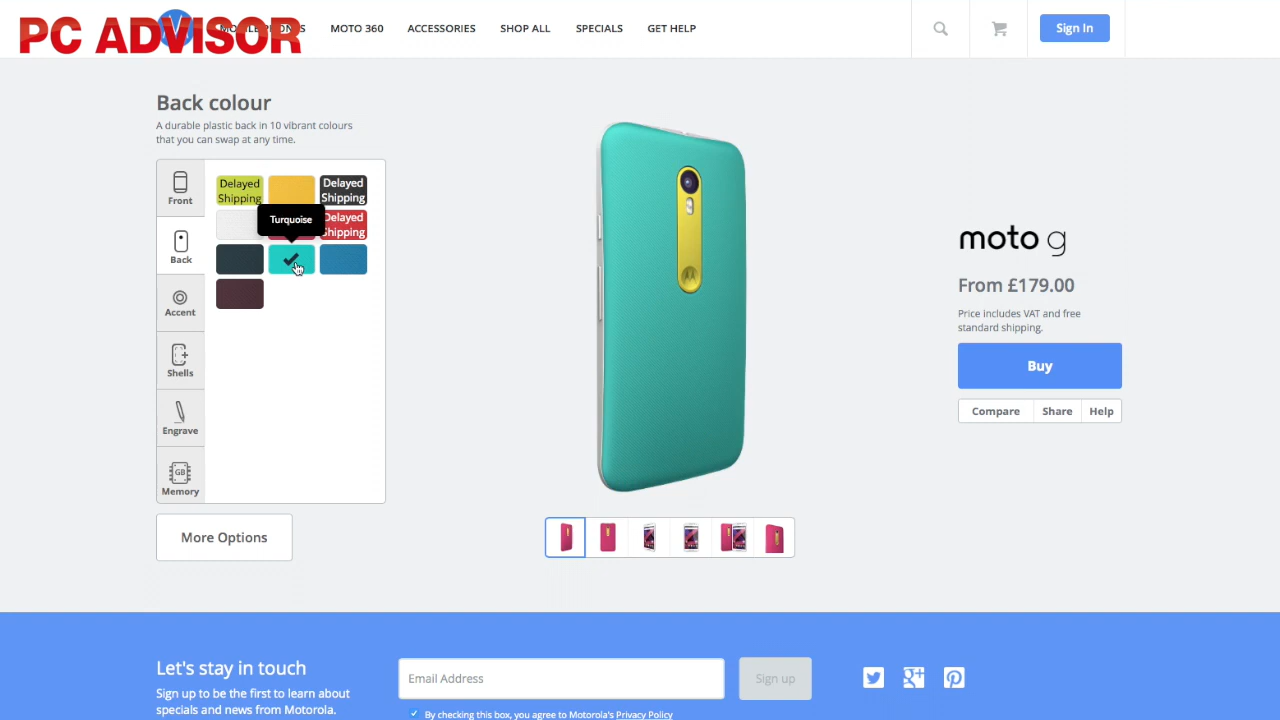 PC ADVISOR
MOTO 360
ACCESSORIES
SHOP ALL
SPECIALS
GET HELP
Sign In
Back colour
A durable plastic back in 10 vibrant colours
that you can swap at any time.
Front
Back
Accent
Shells
Engrave
GB
Memory
Delayed
Shipping
Delayed
Shipping
Turquoise
Delayed
Shipping
More Options
moto g
From £179.00
Price includes VAT and free
standard shipping.
Buy
Compare
Share
Help
Let's stay in touch
Sign up to be the first to learn about
specials and news from Motorola.
Email Address
Sign up
By checking this box, you agree to Motorola's Privacy Policy